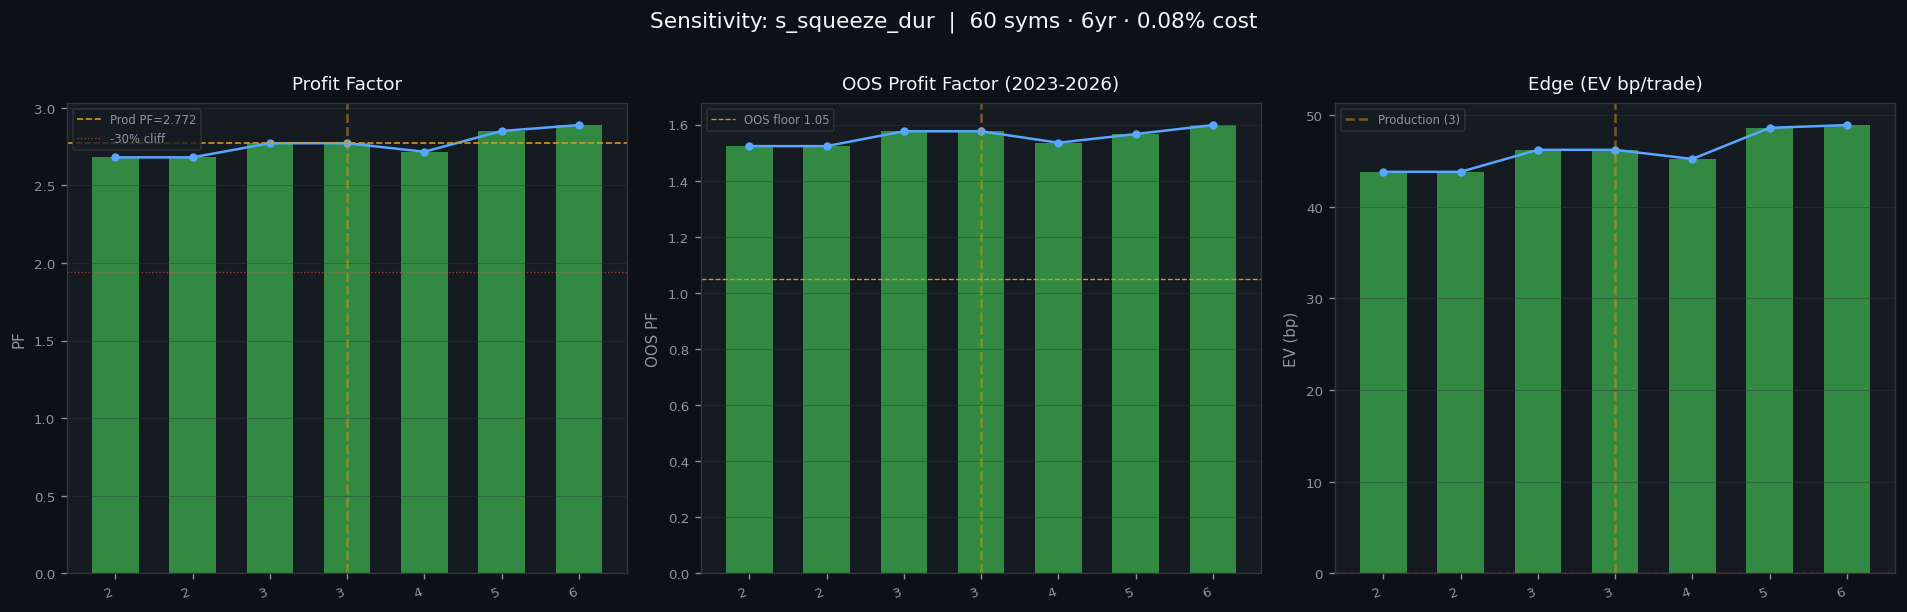 Sensitivity: s_squeeze_dur | 60 syms · 6yr · 0.08% cost
Profit Factor
Prod PF=2.772
-30% cliff
PF
3.0
2.5
2.0
1.5
1.0
0.5
0.0
2 2 3 3 4 5 6
OOS Profit Factor (2023-2026)
OOS floor 1.05
OOS PF
1.6
1.4
1.2
1.0
0.8
0.6
0.4
0.2
0.0
2 2 3 3 4 5 6
Edge (EV bp/trade)
Production (3)
EV (bp)
50
40
30
20
10
0
2 2 3 3 4 5 6